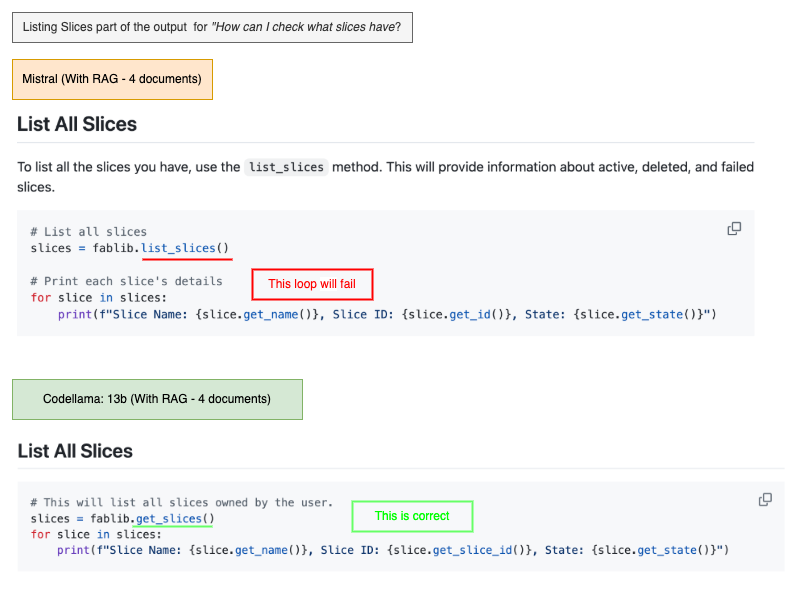 Listing Slices part of the output  for "How can I check what slices have?
Mistral (With RAG - 4 documents)
List All Slices
To list all the slices you have, use the list_slices method. This will provide information about active, deleted, and failed
slices.
# List all slices
slices = fablib.list_slices()
# Print each slice's details
This loop will fail
for slice in slices:
    print(f"Slice Name: {slice.get_name()}, Slice ID: {slice.get_id()}, State: {slice.get_state()}")
Codellama: 13b (With RAG - 4 documents)
List All Slices
# This will list all slices owned by the user.
slices = fablib.get_slices()
This is correct
for slice in slices:
    print(f"Slice Name: {slice.get_name()}, Slice ID: {slice.get_slice_id()}, State: {slice.get_state()}")